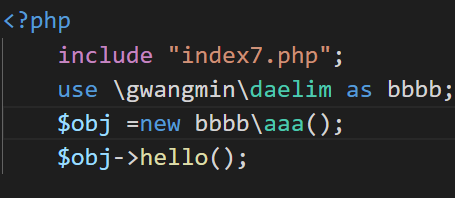 <?php
include "index7.php";
use \gwangmin\daelim as bbbb;
$obj =new bbbb\aaa();
$obj->hello();